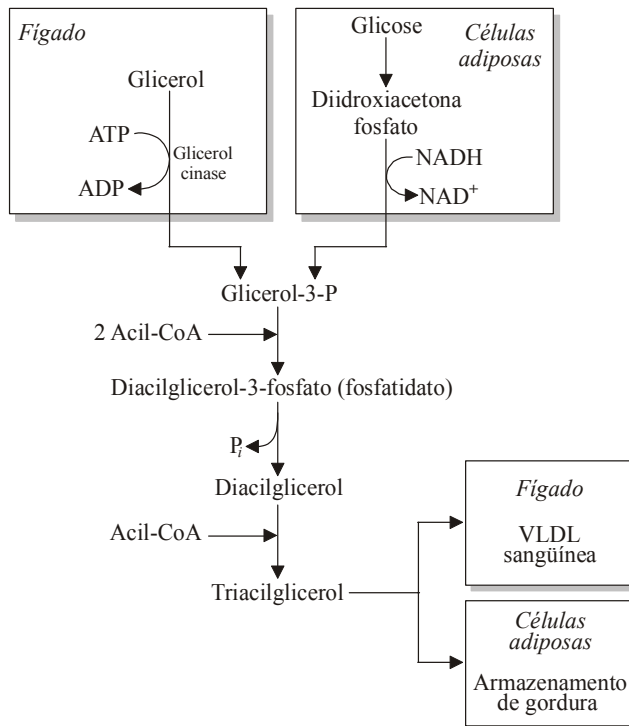 Fígado
Glicerol
ATP
Glicerol
cinase
ADP
Glicose
Células
adiposas
Diidroxiacetona
fosfato
NADH
NAD⁺
Glicerol-3-P
2 Acil-CoA
Diacilglicerol-3-fosfato (fosfatidato)
Pi
Diacilglicerol
Acil-CoA
Triacilglicerol
Fígado
VLDL
sangüínea
Células
adiposas
Armazenamento
de gordura